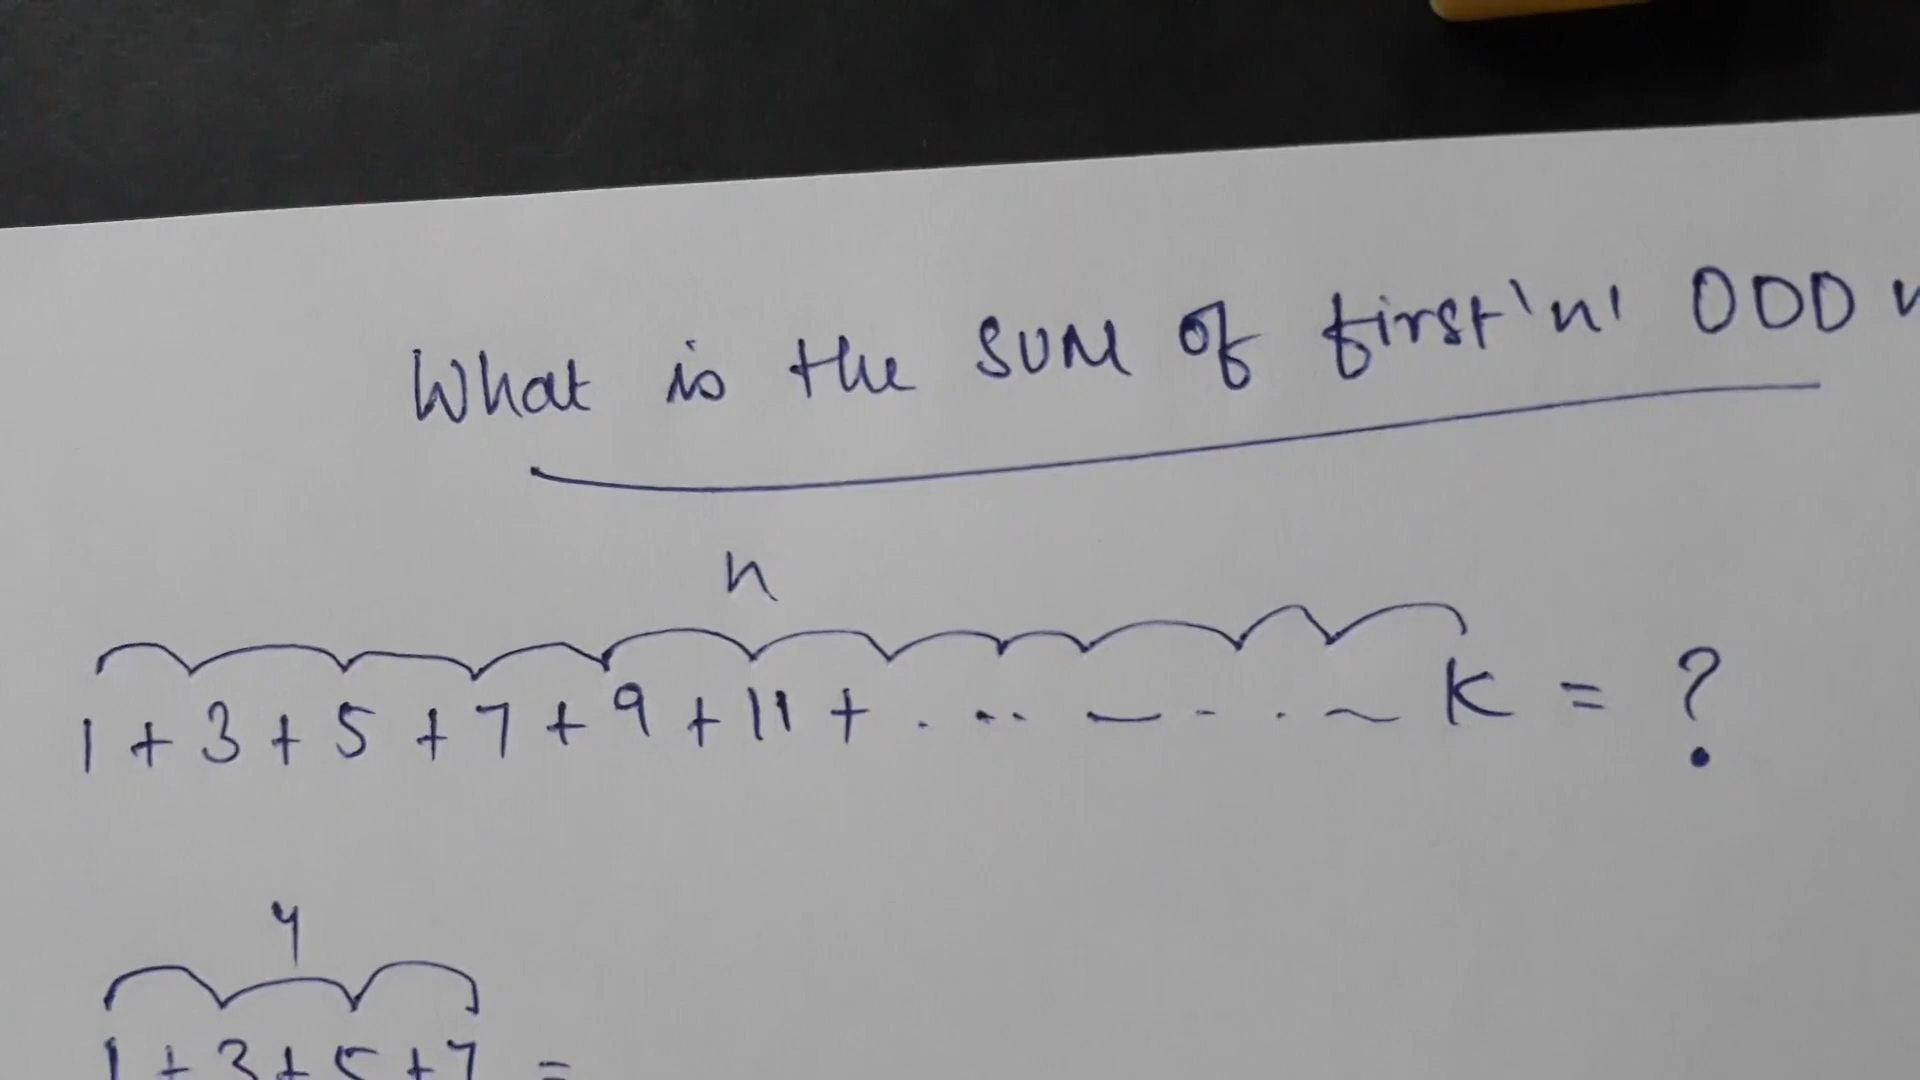 What is the SUM of first 'n' ODD
n
1 + 3 + 5 + 7 + 9 + 11 + . . . . - . . - K = ?
4
1 + 3 + 5 + 7 =